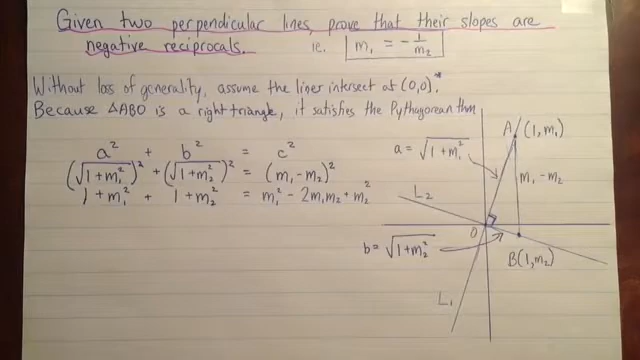 Given two perpendicular lines, prove that their slopes are
negative reciprocals. ie. m₁ = -1/m₂
Without loss of generality, assume the lines intersect at (0,0).*
Because △ABO is a right triangle, it satisfies the Pythagorean thm
a² + b² = c²
(√(1+m₁²))² + (√(1+m₂²))² = (m₁-m₂)²
1+m₁² + 1+m₂² = m₁² - 2m₁m₂ + m₂²
A (1,m₁)
a = √(1+m₁²)
m₁-m₂
L₂
O
b = √(1+m₂²)
B(1,m₂)
L₁